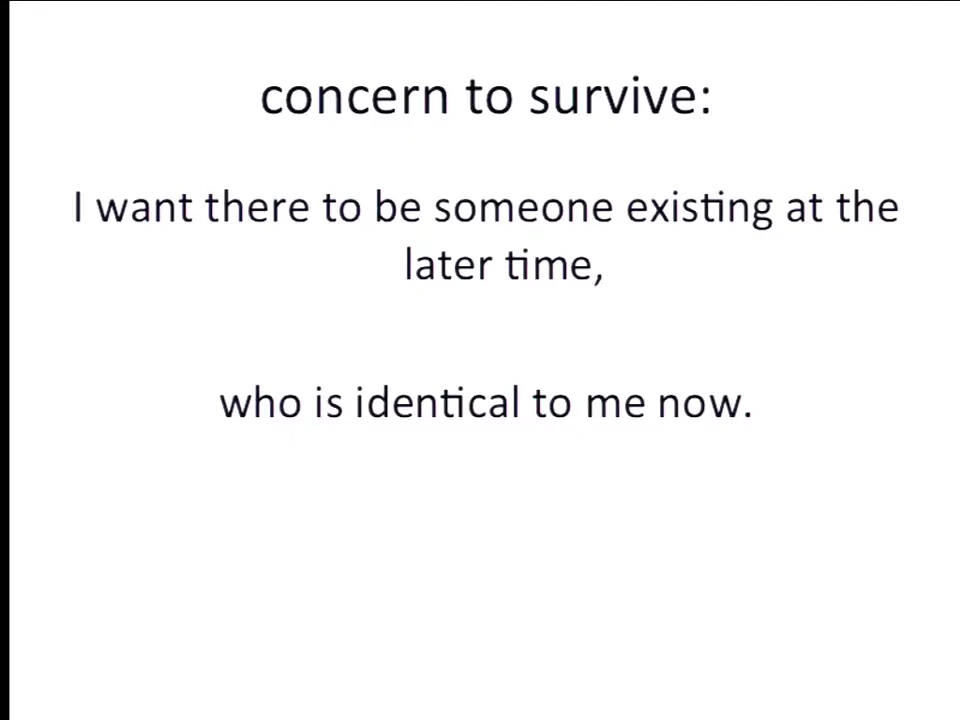 concern to survive:
I want there to be someone existing at the
later time,
who is identical to me now.